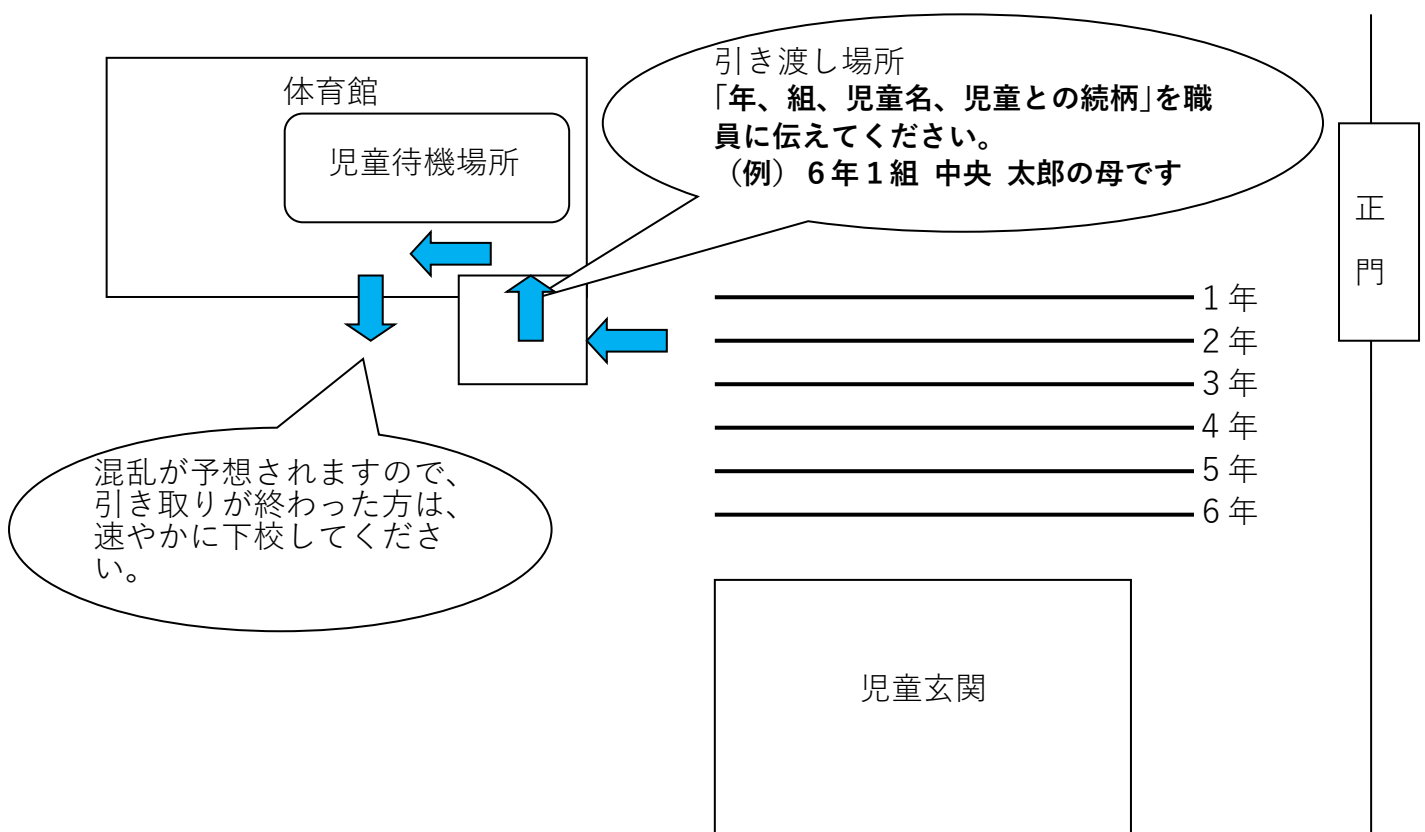 体育館
児童待機場所
引き渡し場所
「年、組、児童名、児童との続柄」を職
員に伝えてください。
（例）６年１組 中央 太郎の母です
正
門
１年
２年
３年
４年
５年
６年
混乱が予想されますので、
引き取りが終わった方は、
速やかに下校してくださ
い。
児童玄関